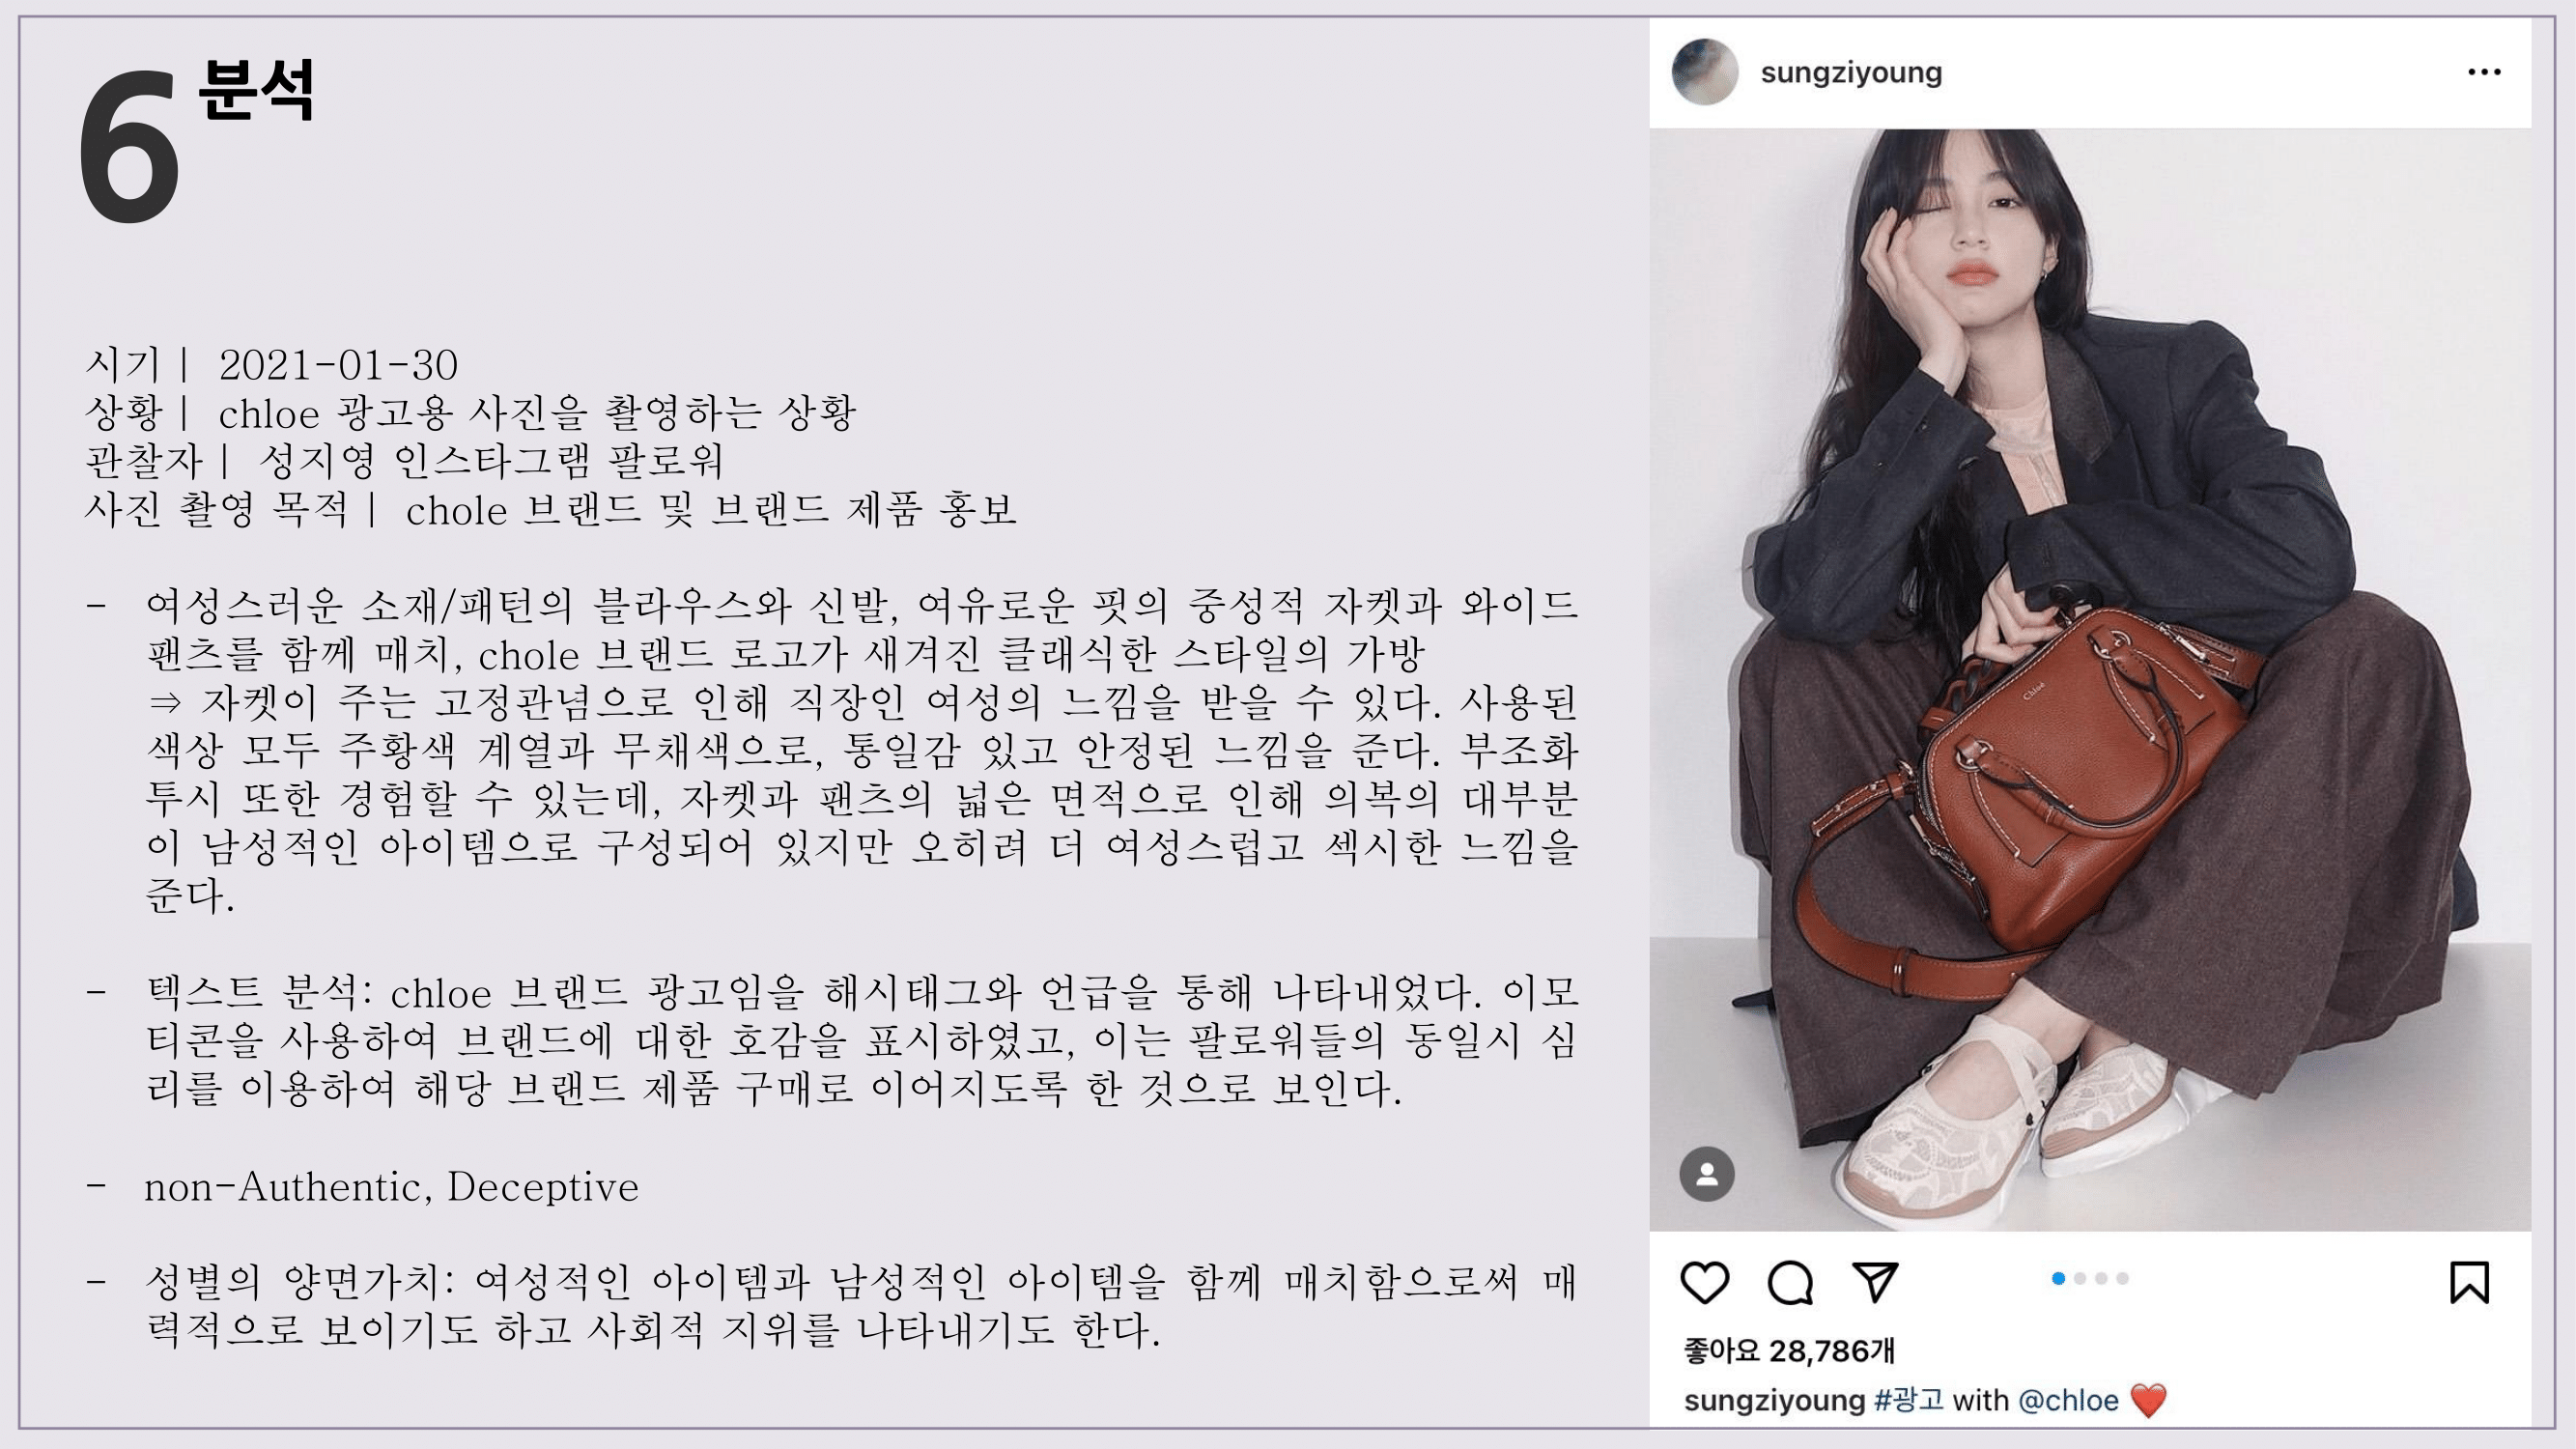 6 분석
시기 | 2021-01-30
상황 | chloe 광고용 사진을 촬영하는 상황
관찰자 | 성지영 인스타그램 팔로워
사진 촬영 목적 | chole 브랜드 및 브랜드 제품 홍보
- 여성스러운 소재/패턴의 블라우스와 신발, 여유로운 핏의 중성적 자켓과 와이드
팬츠를 함께 매치, chole 브랜드 로고가 새겨진 클래식한 스타일의 가방
⇒ 자켓이 주는 고정관념으로 인해 직장인 여성의 느낌을 받을 수 있다. 사용된
색상 모두 주황색 계열과 무채색으로, 통일감 있고 안정된 느낌을 준다. 부조화
투시 또한 경험할 수 있는데, 자켓과 팬츠의 넓은 면적으로 인해 의복의 대부분
이 남성적인 아이템으로 구성되어 있지만 오히려 더 여성스럽고 섹시한 느낌을
준다.
- 텍스트 분석: chloe 브랜드 광고임을 해시태그와 언급을 통해 나타내었다. 이모
티콘을 사용하여 브랜드에 대한 호감을 표시하였고, 이는 팔로워들의 동일시 심
리를 이용하여 해당 브랜드 제품 구매로 이어지도록 한 것으로 보인다.
- non-Authentic, Deceptive
- 성별의 양면가치: 여성적인 아이템과 남성적인 아이템을 함께 매치함으로써 매
력적으로 보이기도 하고 사회적 지위를 나타내기도 한다.
sungziyoung
Chloé
좋아요 28,786개
sungziyoung #광고 with @chloe ❤️